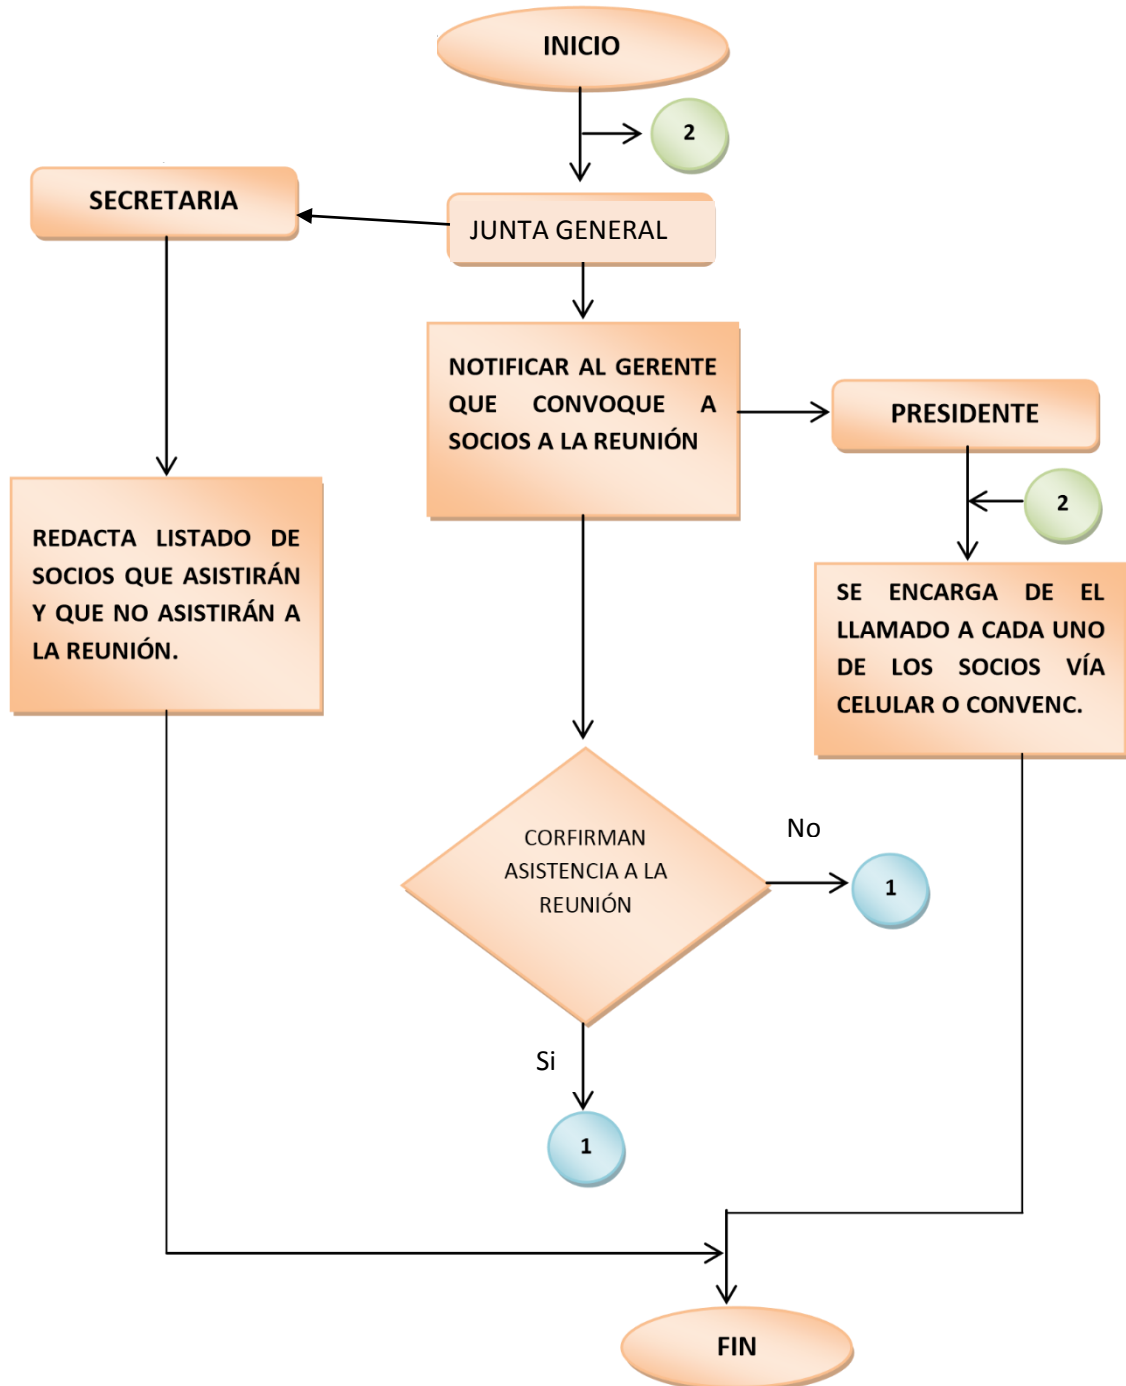 INICIO
2
SECRETARIA
JUNTA GENERAL
NOTIFICAR AL GERENTE
QUE CONVOQUE A
SOCIOS A LA REUNIÓN
PRESIDENTE
2
REDACTA LISTADO DE
SOCIOS QUE ASISTIRÁN
Y QUE NO ASISTIRÁN A
LA REUNIÓN.
SE ENCARGA DE EL
LLAMADO A CADA UNO
DE LOS SOCIOS VÍA
CELULAR O CONVENC.
CORFIRMAN
ASISTENCIA A LA
REUNIÓN
No
1
Si
1
FIN